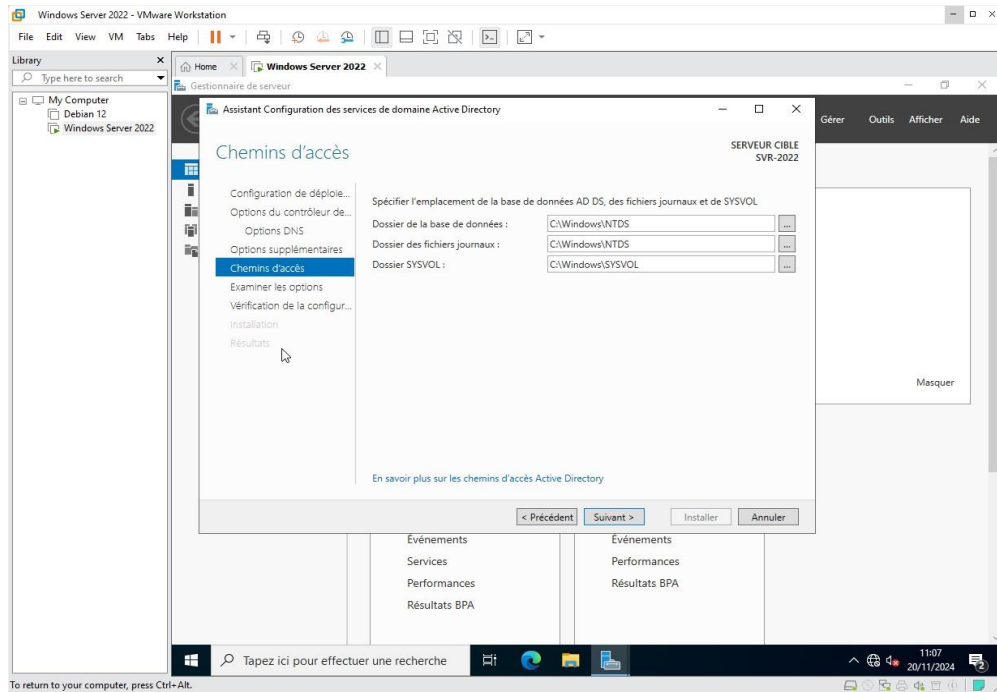 Windows Server 2022 - VMware Workstation
File Edit View VM Tabs Help
Library
Type here to search
My Computer
Debian 12
Windows Server 2022
Home
Windows Server 2022
Gestionnaire de serveur
Gérer Outils Afficher Aide
Assistant Configuration des services de domaine Active Directory
Chemins d'accès
SERVEUR CIBLE
SVR-2022
Configuration de déploie...
Options du contrôleur de...
Options DNS
Options supplémentaires
Chemins d'accès
Examiner les options
Vérification de la configur...
Installation
Résultats
Spécifier l'emplacement de la base de données AD DS, des fichiers journaux et de SYSVOL
Dossier de la base de données : C:\Windows\NTDS ...
Dossier des fichiers journaux : C:\Windows\NTDS ...
Dossier SYSVOL : C:\Windows\SYSVOL ...
En savoir plus sur les chemins d'accès Active Directory
< Précédent Suivant > Installer Annuler
Masquer
Événements
Services
Performances
Résultats BPA
Événements
Performances
Résultats BPA
Tapez ici pour effectuer une recherche
11:07
20/11/2024
2
To return to your computer, press Ctrl+Alt.